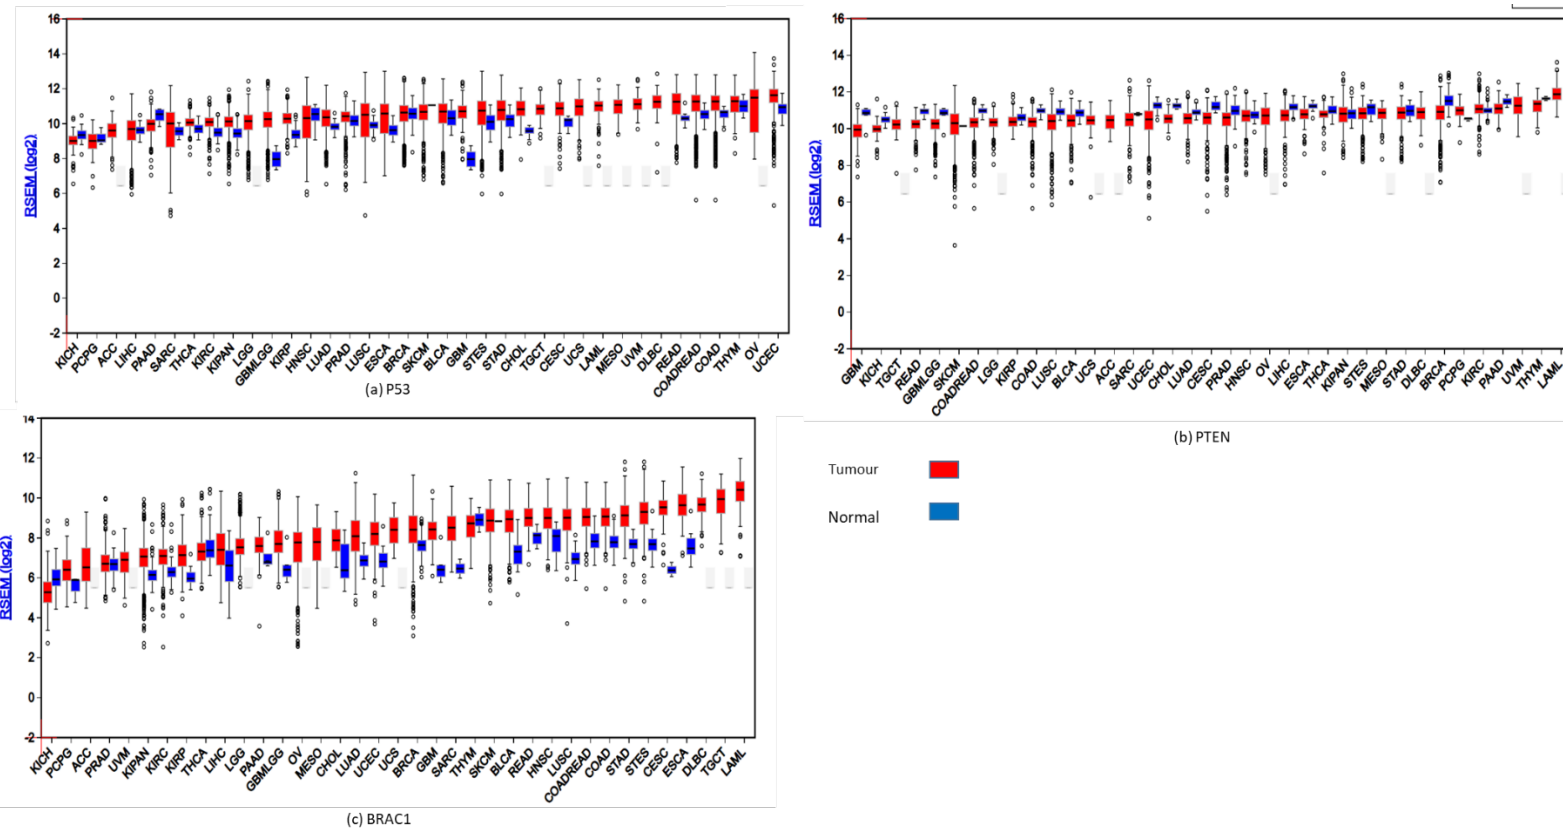 16
14
12
10
8
6
4
2
0
-2
RSEM (log2)
KICH
PCPG
ACC
LIHC
PAAD
SARC
THCA
KIRC
KIPAN
LGG
GBMLGG
KIRP
HNSC
LUAD
PRAD
LUSC
ESCA
BRCA
SKCM
BLCA
GBM
STES
STAD
CHOL
TGCT
CESC
UCS
LAML
MESO
UVM
DLBC
READ
COADREAD
COAD
THYM
OV
UCEC
(a) P53
16
14
12
10
8
6
4
2
0
-2
RSEM (log2)
GBM
KICH
TGCT
READ
GBMLGG
SKCM
COADREAD
LGG
KIRP
COAD
LUSC
BLCA
UCS
ACC
SARC
UCEC
CHOL
LUAD
CESC
PRAD
HNSC
OV
LIHC
ESCA
THCA
KIPAN
STES
MESO
STAD
DLBC
BRCA
PCPG
KIRC
PAAD
UVM
THYM
LAML
(b) PTEN
14
12
10
8
6
4
2
0
-2
RSEM (log2)
KICH
PCPG
ACC
PRAD
UVM
KIPAN
KIRC
KIRP
THCA
LIHC
LGG
PAAD
GBMLGG
OV
MESO
CHOL
LUAD
UCEC
UCS
BRCA
GBM
SARC
THYM
SKCM
BLCA
READ
HNSC
LUSC
COADREAD
COAD
STAD
STES
CESC
ESCA
DLBC
TGCT
LAML
(c) BRAC1
Tumour
Normal